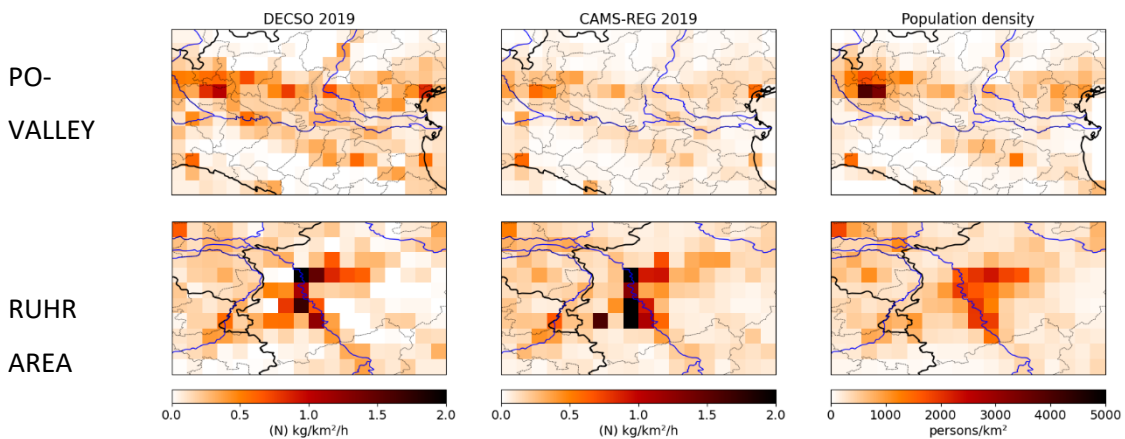 DECSO 2019
CAMS-REG 2019
Population density
PO-
VALLEY
RUHR
AREA
0.0 0.5 1.0 1.5 2.0
(N) kg/km²/h
0.0 0.5 1.0 1.5 2.0
(N) kg/km²/h
0 1000 2000 3000 4000 5000
persons/km²